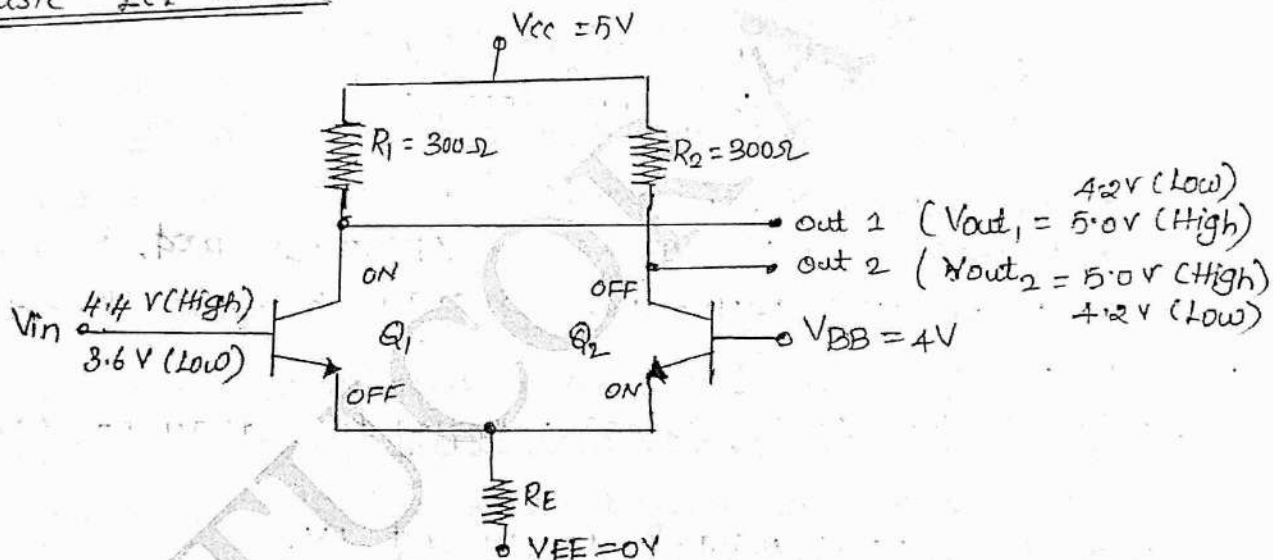 Vcc = 5V
R1 = 300Ω
R2 = 300Ω
4.2V (Low)
out 1 (Vout1 = 5.0V (High)
out 2 (Vout2 = 5.0V (High)
4.2V (Low)
ON
OFF
Vin 4.4 V (High)
3.6 V (Low)
Q1
Q2
VBB = 4V
OFF
ON
RE
VEE = 0V